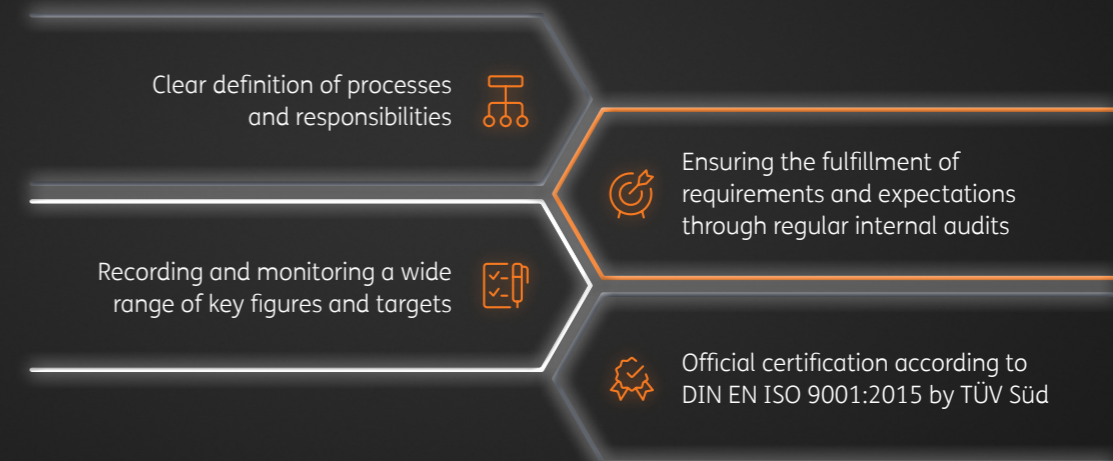 Clear definition of processes
and responsibilities
Ensuring the fulfillment of
requirements and expectations
through regular internal audits
Recording and monitoring a wide
range of key figures and targets
Official certification according to
DIN EN ISO 9001:2015 by TÜV Süd